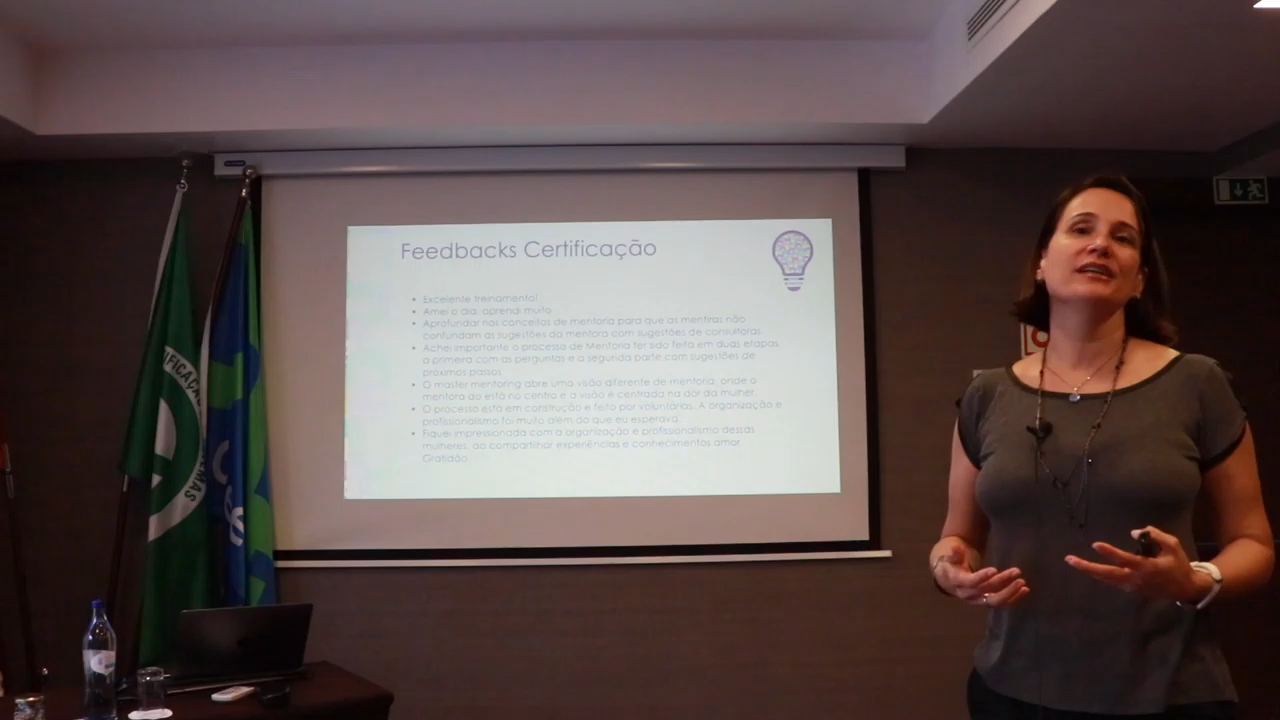 Feedbacks Certificação
• Excelente treinamento!
• Amei o dia, aprendi muito
• Aprofundar nos conceitos de mentoria para que as mentiras não
confundam as sugestões da mentora com sugestões de consultoras.
• Achei importante o processo de Mentoria ter sido feita em duas etapas,
a primeira com as perguntas e a segunda parte com sugestões de
próximos passos
• O master mentoring abre uma visão diferente de mentoria, onde o
mentora do está no centro e a visão é centrada na dor da mulher.
• O processo está em construção e feito por voluntárias. A organização e
profissionalismo foi muito além do que eu esperava
• Fiquei impressionada com a organização e profissionalismo dessas
mulheres, ao compartilhar experiências e conhecimentos amor.
Gratidão